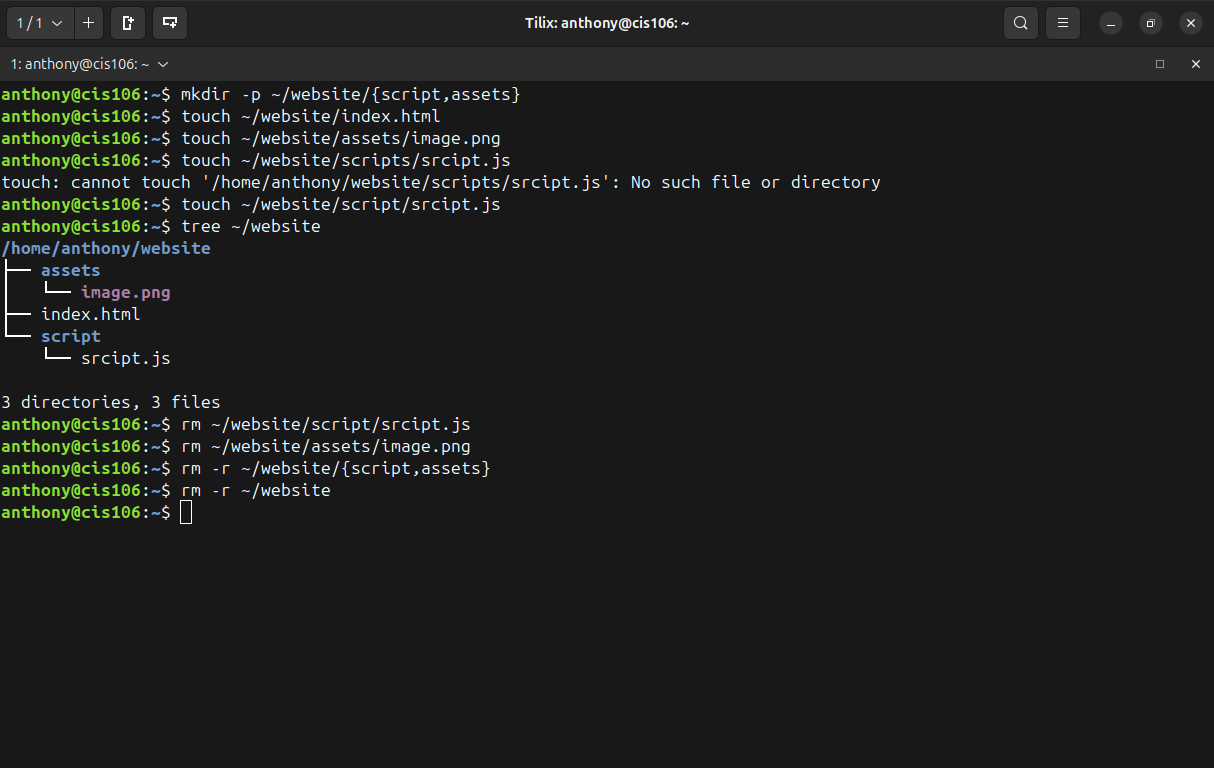 1 / 1
Tilix: anthony@cis106: ~
1: anthony@cis106: ~
anthony@cis106:~$ mkdir -p ~/website/{script,assets}
anthony@cis106:~$ touch ~/website/index.html
anthony@cis106:~$ touch ~/website/assets/image.png
anthony@cis106:~$ touch ~/website/scripts/srcipt.js
touch: cannot touch '/home/anthony/website/scripts/srcipt.js': No such file or directory
anthony@cis106:~$ touch ~/website/script/srcipt.js
anthony@cis106:~$ tree ~/website
/home/anthony/website
├── assets
│   └── image.png
├── index.html
└── script
    └── srcipt.js
3 directories, 3 files
anthony@cis106:~$ rm ~/website/script/srcipt.js
anthony@cis106:~$ rm ~/website/assets/image.png
anthony@cis106:~$ rm -r ~/website/{script,assets}
anthony@cis106:~$ rm -r ~/website
anthony@cis106:~$